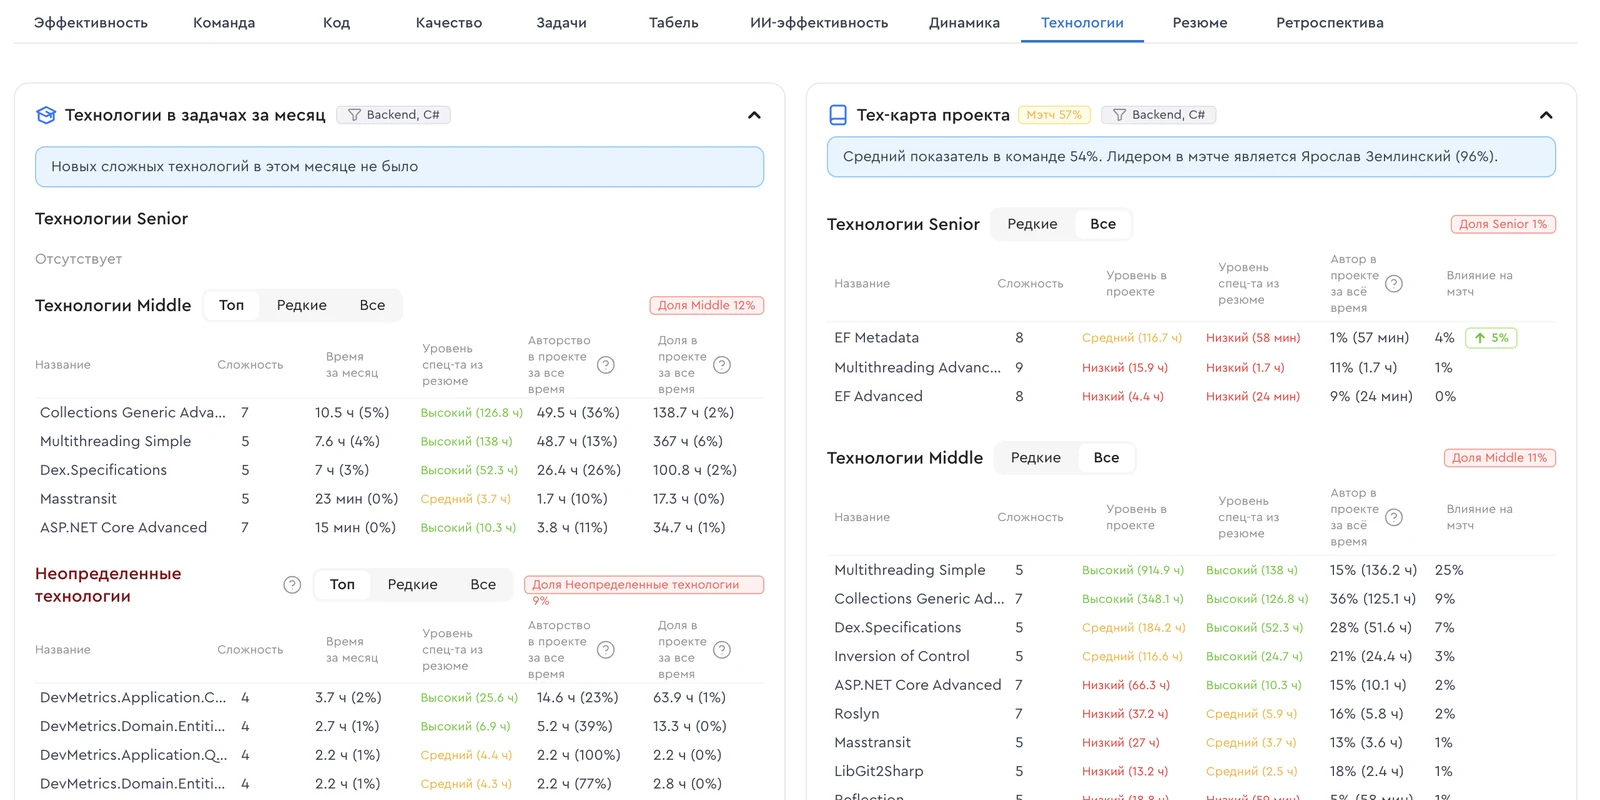 Эффективность Команда Код Качество Задачи Табель ИИ-эффективность Динамика Технологии Резюме Ретроспектива
Технологии в задачах за месяц Backend, C#
Новых сложных технологий в этом месяце не было
Технологии Senior
Отсутствует
Технологии Middle Топ Редкие Все Доля Middle 12%
Название Сложность Время за месяц Уровень спец-та из резюме Авторство в проекте за все время ? Доля в проекте за все время ?
Collections Generic Adva... 7 10.5 ч (5%) Высокий (126.8 ч) 49.5 ч (36%) 138.7 ч (2%)
Multithreading Simple 5 7.6 ч (4%) Высокий (138 ч) 48.7 ч (13%) 367 ч (6%)
Dex.Specifications 5 7 ч (3%) Высокий (52.3 ч) 26.4 ч (26%) 100.8 ч (2%)
Masstransit 5 23 мин (0%) Средний (3.7 ч) 1.7 ч (10%) 17.3 ч (0%)
ASP.NET Core Advanced 7 15 мин (0%) Высокий (10.3 ч) 3.8 ч (11%) 34.7 ч (1%)
Неопределенные технологии ? Топ Редкие Все Доля Неопределенные технологии 9%
Название Сложность Время за месяц Уровень спец-та из резюме Авторство в проекте за все время ? Доля в проекте за все время ?
DevMetrics.Application.C... 4 3.7 ч (2%) Высокий (25.6 ч) 14.6 ч (23%) 63.9 ч (1%)
DevMetrics.Domain.Entiti... 4 2.7 ч (1%) Высокий (6.9 ч) 5.2 ч (39%) 13.3 ч (0%)
DevMetrics.Application.Q... 4 2.2 ч (1%) Средний (4.4 ч) 2.2 ч (100%) 2.2 ч (0%)
DevMetrics.Domain.Entiti... 4 2.2 ч (1%) Средний (4.3 ч) 2.2 ч (77%) 2.8 ч (0%)
Тех-карта проекта Мэтч 57% Backend, C#
Средний показатель в команде 54%. Лидером в мэтче является Ярослав Землинский (96%).
Технологии Senior Редкие Все Доля Senior 1%
Название Сложность Уровень в проекте Уровень спец-та из резюме Автор в проекте за всё время ? Влияние на мэтч
EF Metadata 8 Средний (116.7 ч) Низкий (58 мин) 1% (57 мин) 4% 5%
Multithreading Advanc... 9 Низкий (15.9 ч) Низкий (1.7 ч) 11% (1.7 ч) 1%
EF Advanced 8 Низкий (4.4 ч) Низкий (24 мин) 9% (24 мин) 0%
Технологии Middle Редкие Все Доля Middle 11%
Название Сложность Уровень в проекте Уровень спец-та из резюме Автор в проекте за всё время ? Влияние на мэтч
Multithreading Simple 5 Высокий (914.9 ч) Высокий (138 ч) 15% (136.2 ч) 25%
Collections Generic Ad... 7 Высокий (348.1 ч) Высокий (126.8 ч) 36% (125.1 ч) 9%
Dex.Specifications 5 Средний (184.2 ч) Высокий (52.3 ч) 28% (51.6 ч) 7%
Inversion of Control 5 Средний (116.6 ч) Высокий (24.7 ч) 21% (24.4 ч) 3%
ASP.NET Core Advanced 7 Низкий (66.3 ч) Высокий (10.3 ч) 15% (10.1 ч) 2%
Roslyn 7 Низкий (37.2 ч) Средний (5.9 ч) 16% (5.8 ч) 2%
Masstransit 5 Низкий (27 ч) Средний (3.7 ч) 13% (3.6 ч) 1%
LibGit2Sharp 5 Низкий (13.2 ч) Средний (2.5 ч) 18% (2.4 ч) 1%
Reflection 5 Низкий (18.8 ч) Низкий (59 мин) 5% (58 мин) 1%